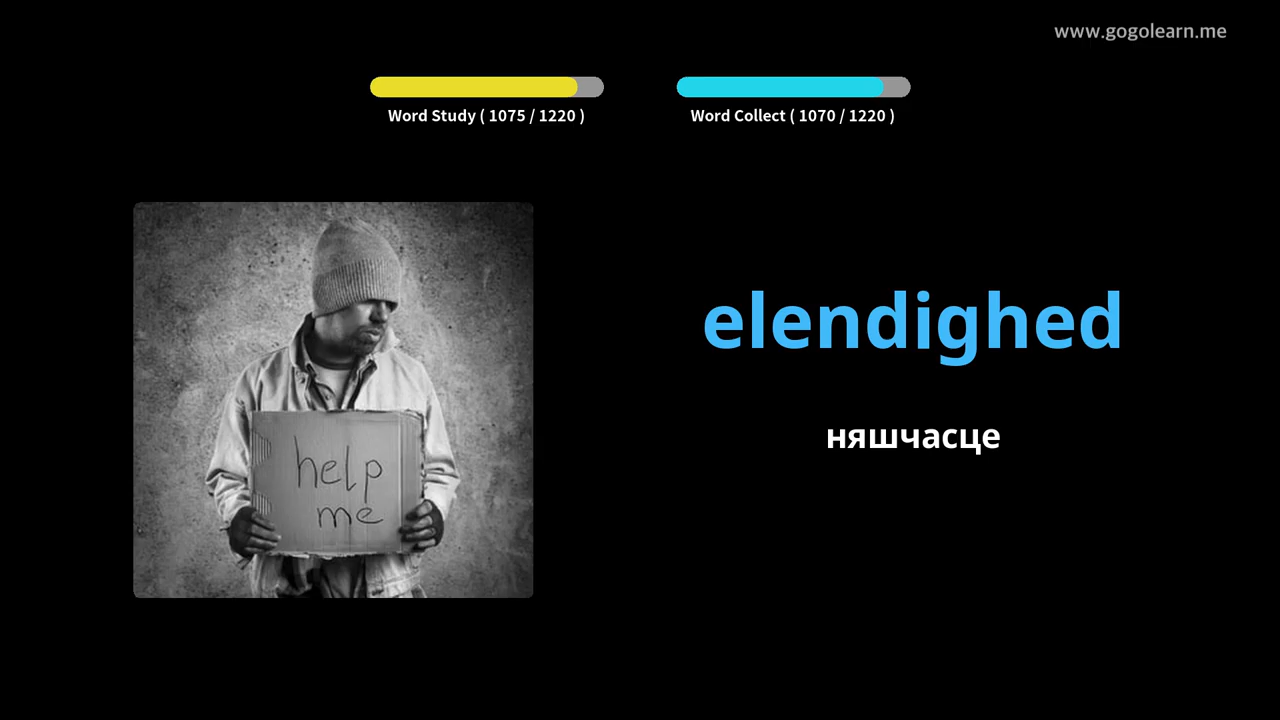 www.gogolearn.me
Word Study ( 1075 / 1220 )
Word Collect ( 1070 / 1220 )
help
me
elendighed
няшчасце